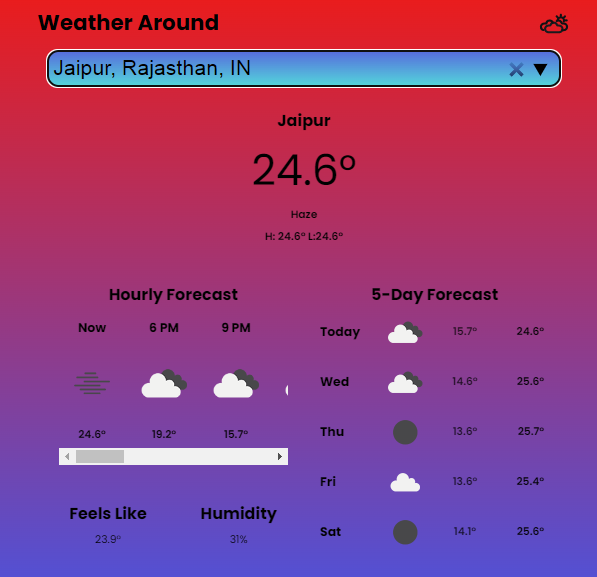 Weather Around
Jaipur, Rajasthan, IN
Jaipur
24.6°
Haze
H: 24.6° L:24.6°
Hourly Forecast
Now 6 PM 9 PM
24.6° 19.2° 15.7°
Feels Like Humidity
23.9° 31%
5-Day Forecast
Today 15.7° 24.6°
Wed 14.6° 25.6°
Thu 13.6° 25.7°
Fri 13.6° 25.4°
Sat 14.1° 25.6°